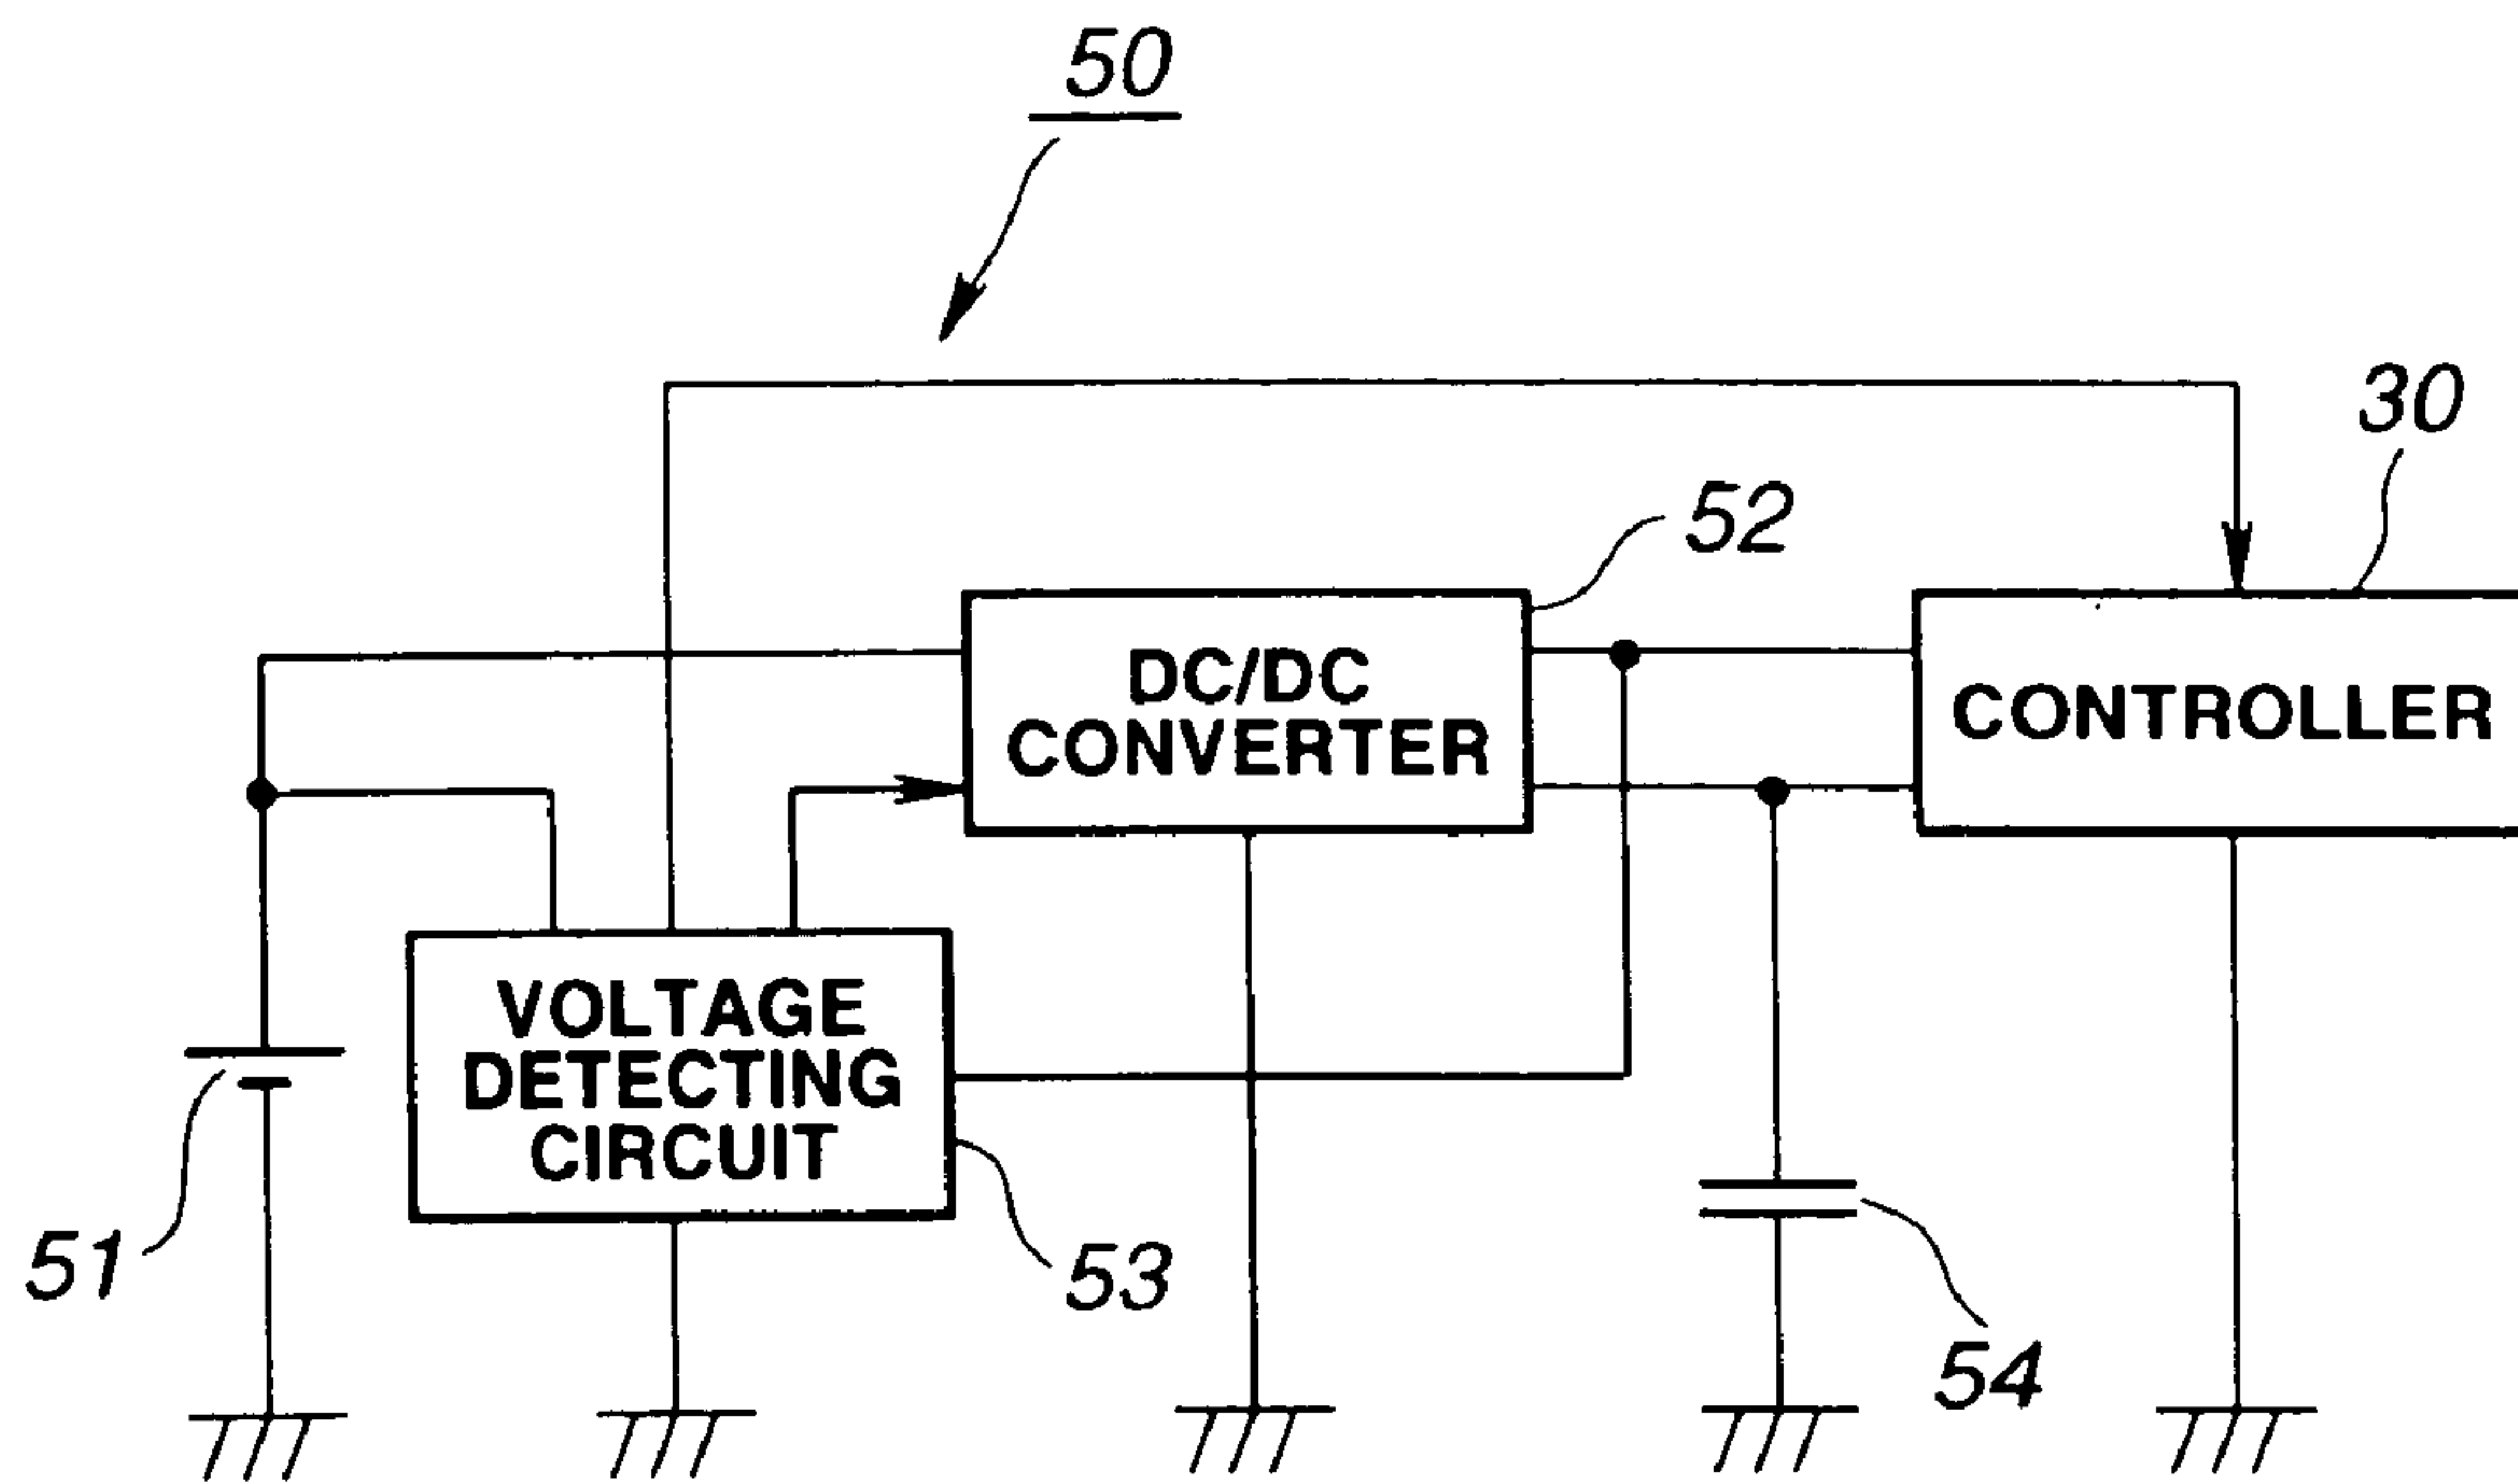 50
30
52
DC/DC
CONVERTER
CONTROLLER
VOLTAGE
DETECTING
CIRCUIT
51
53
54